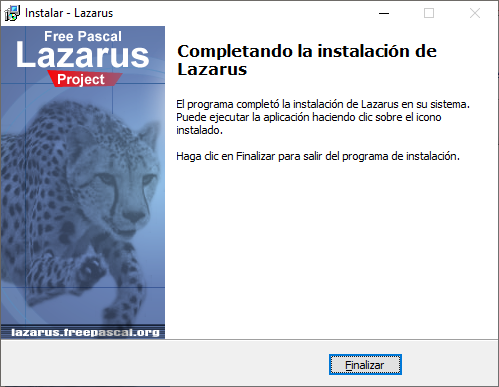 Instalar - Lazarus
Free Pascal
Lazarus
Project
lazarus.freepascal.org
Completando la instalación de
Lazarus
El programa completó la instalación de Lazarus en su sistema.
Puede ejecutar la aplicación haciendo clic sobre el icono
instalado.
Haga clic en Finalizar para salir del programa de instalación.
Finalizar